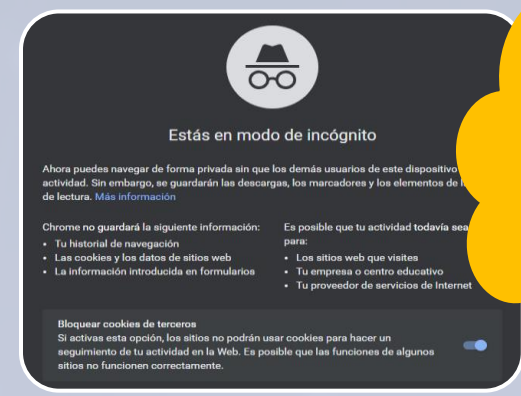 Estás en modo de incógnito
Ahora puedes navegar de forma privada sin que los demás usuarios de este dispositivo
actividad. Sin embargo, se guardarán las descargas, los marcadores y los elementos de
de lectura. Más información
Chrome no guardará la siguiente información:
• Tu historial de navegación
• Las cookies y los datos de sitios web
• La información introducida en formularios
Es posible que tu actividad todavía sea
para:
• Los sitios web que visites
• Tu empresa o centro educativo
• Tu proveedor de servicios de Internet
Bloquear cookies de terceros
Si activas esta opción, los sitios no podrán usar cookies para hacer un
seguimiento de tu actividad en la Web. Es posible que las funciones de algunos
sitios no funcionen correctamente.